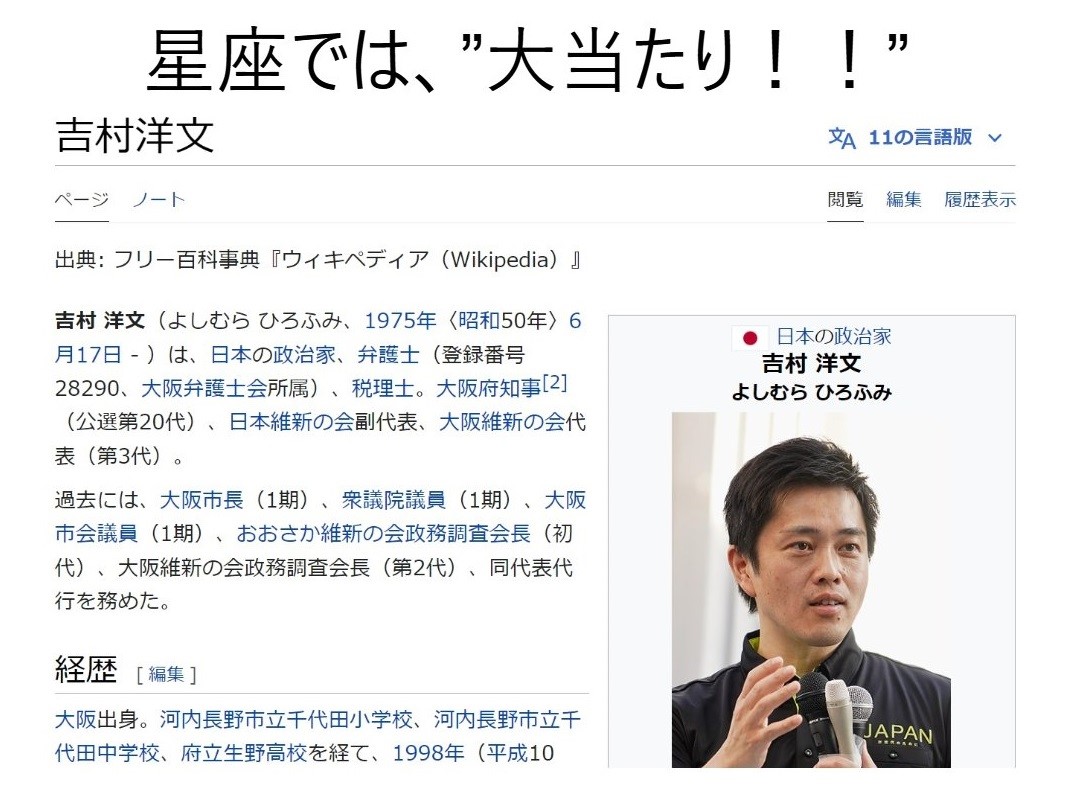 星座では、”大当たり！！”
吉村洋文
11の言語版
ページ ノート
閲覧 編集 履歴表示
出典: フリー百科事典『ウィキペディア（Wikipedia）』
吉村 洋文（よしむら ひろふみ、1975年〈昭和50年〉6
月17日 - ）は、日本の政治家、弁護士（登録番号
28290、大阪弁護士会所属）、税理士。大阪府知事[2]
（公選第20代）、日本維新の会副代表、大阪維新の会代
表（第3代）。
過去には、大阪市長（1期）、衆議院議員（1期）、大阪
市会議員（1期）、おおさか維新の会政務調査会長（初
代）、大阪維新の会政務調査会長（第2代）、同代表代
行を務めた。
経歴 [ 編集 ]
大阪出身。河内長野市立千代田小学校、河内長野市立千
代田中学校、府立生野高校を経て、1998年（平成10
日本の政治家
吉村 洋文
よしむら ひろふみ
JAPAN